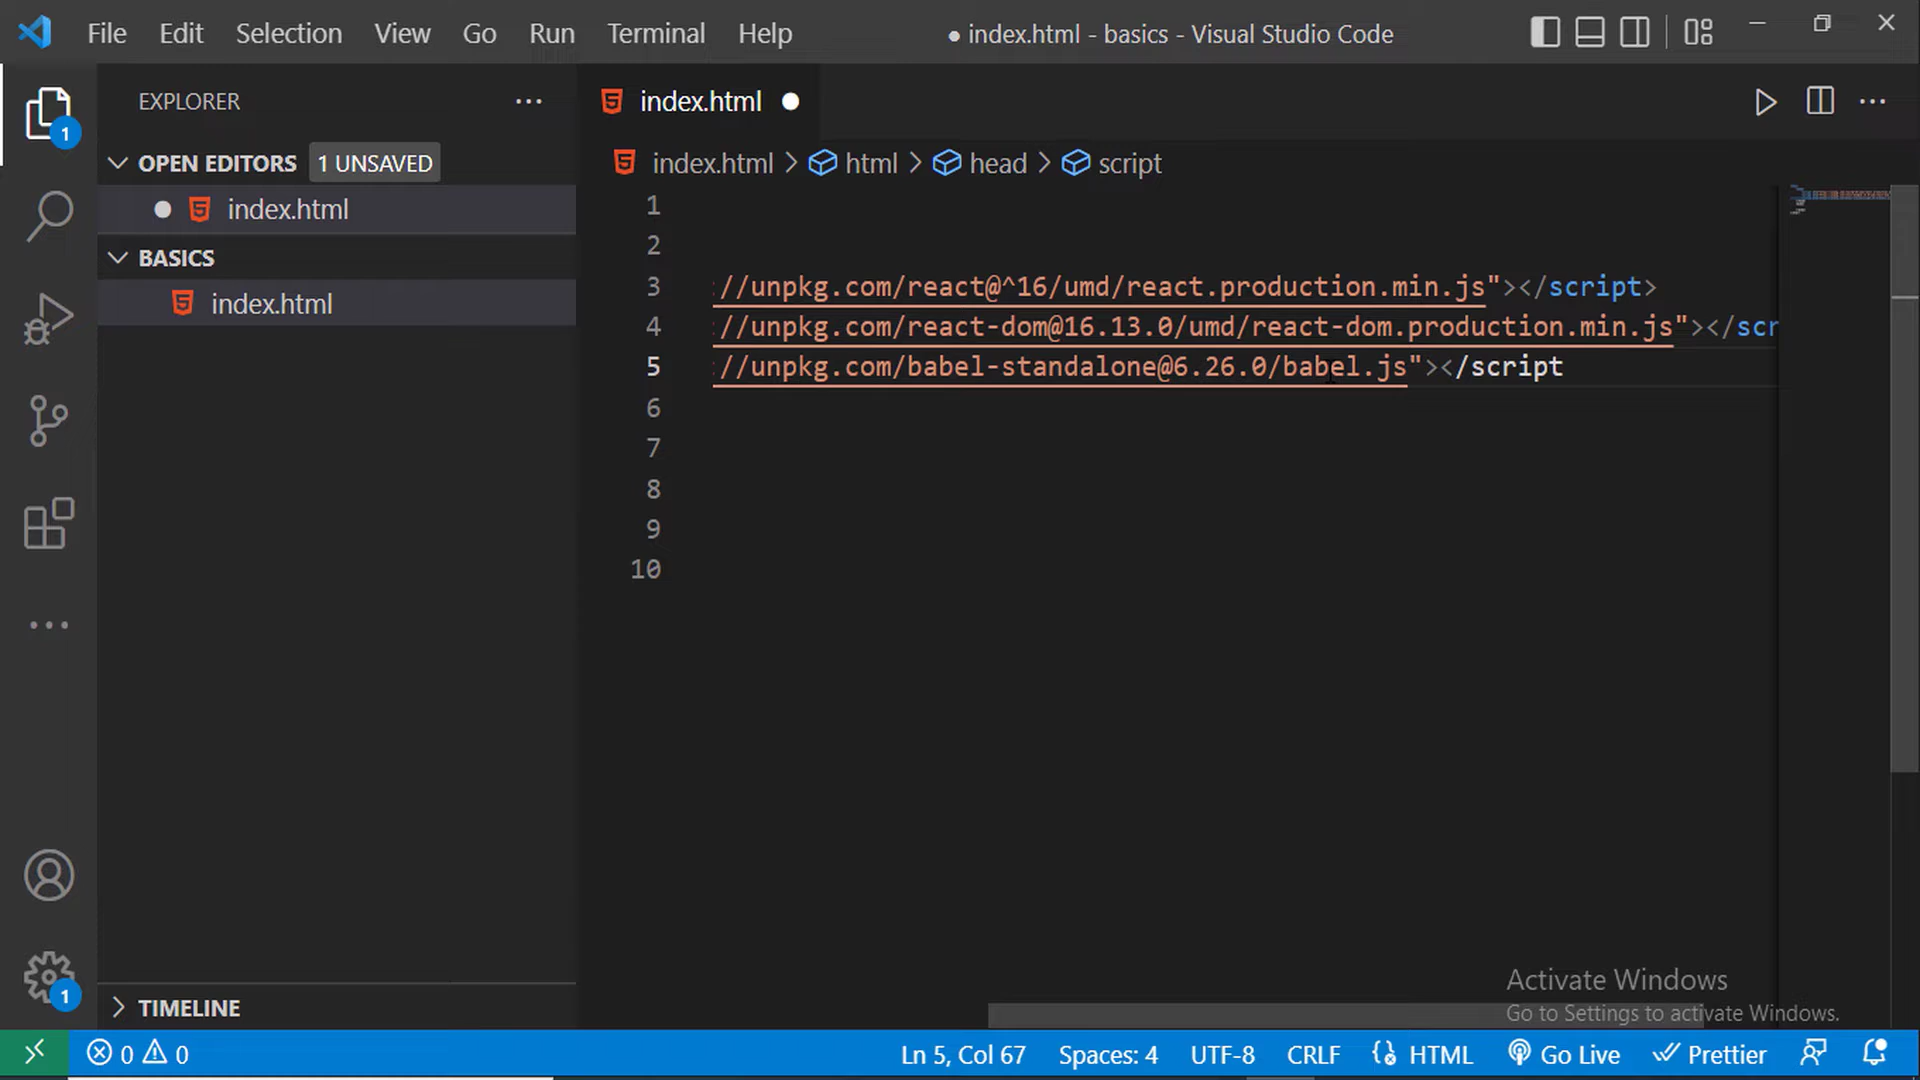 File Edit Selection View Go Run Terminal Help ● index.html - basics - Visual Studio Code
EXPLORER
index.html
1
OPEN EDITORS 1 UNSAVED
index.html
BASICS
index.html
index.html > html > head > script
1
2
3 ://unpkg.com/react@^16/umd/react.production.min.js"></script>
4 ://unpkg.com/react-dom@16.13.0/umd/react-dom.production.min.js"></scr
5 ://unpkg.com/babel-standalone@6.26.0/babel.js"></script
6
7
8
9
10
1
TIMELINE
Activate Windows
Go to Settings to activate Windows.
0 0 Ln 5, Col 67 Spaces: 4 UTF-8 CRLF HTML Go Live Prettier